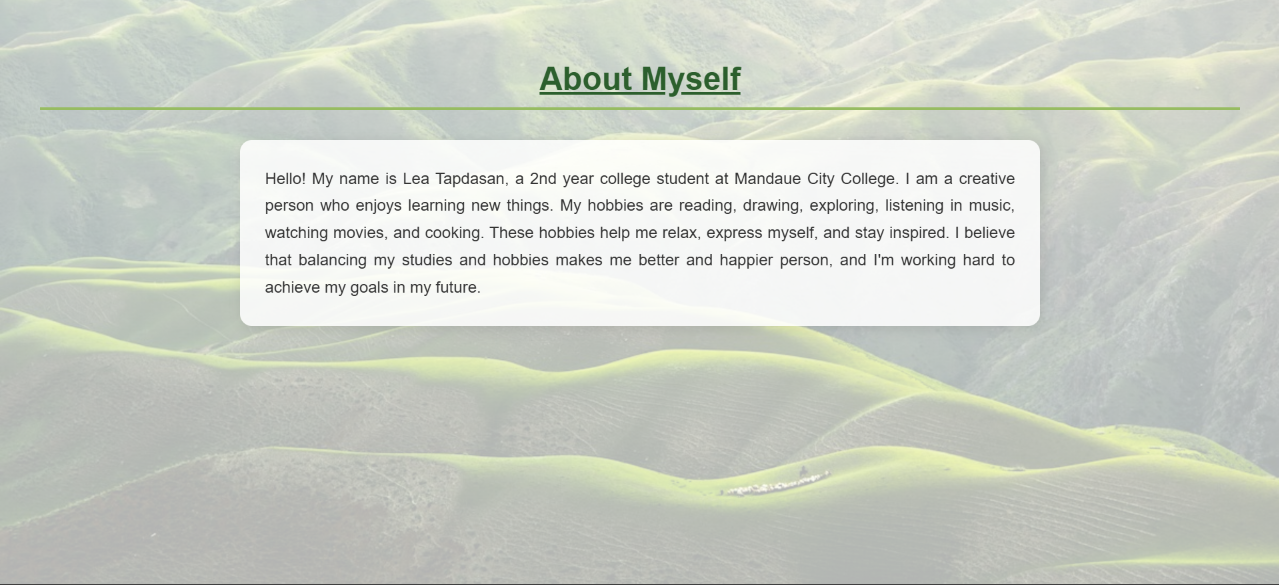 About Myself
Hello! My name is Lea Tapdasan, a 2nd year college student at Mandaue City College. I am a creative
person who enjoys learning new things. My hobbies are reading, drawing, exploring, listening in music,
watching movies, and cooking. These hobbies help me relax, express myself, and stay inspired. I believe
that balancing my studies and hobbies makes me better and happier person, and I'm working hard to
achieve my goals in my future.